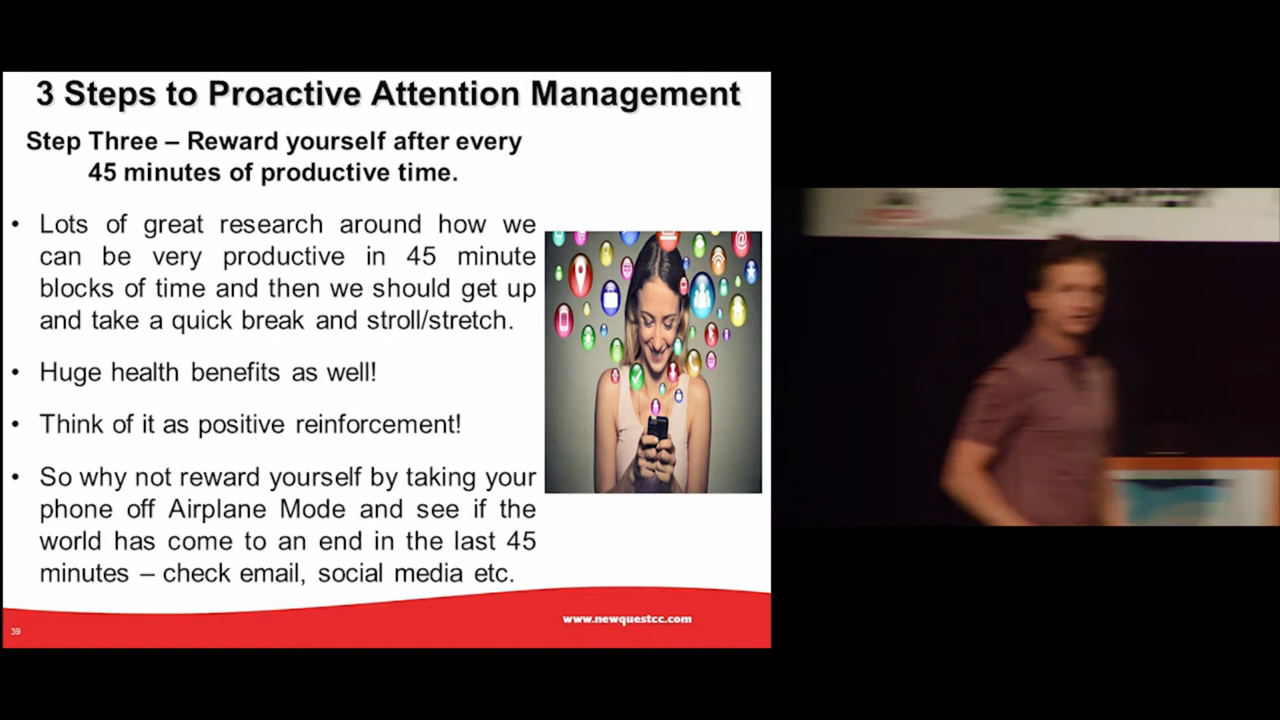 3 Steps to Proactive Attention Management
Step Three – Reward yourself after every
45 minutes of productive time.
• Lots of great research around how we
can be very productive in 45 minute
blocks of time and then we should get up
and take a quick break and stroll/stretch.
• Huge health benefits as well!
• Think of it as positive reinforcement!
• So why not reward yourself by taking your
phone off Airplane Mode and see if the
world has come to an end in the last 45
minutes – check email, social media etc.
www.newquestcc.com
39